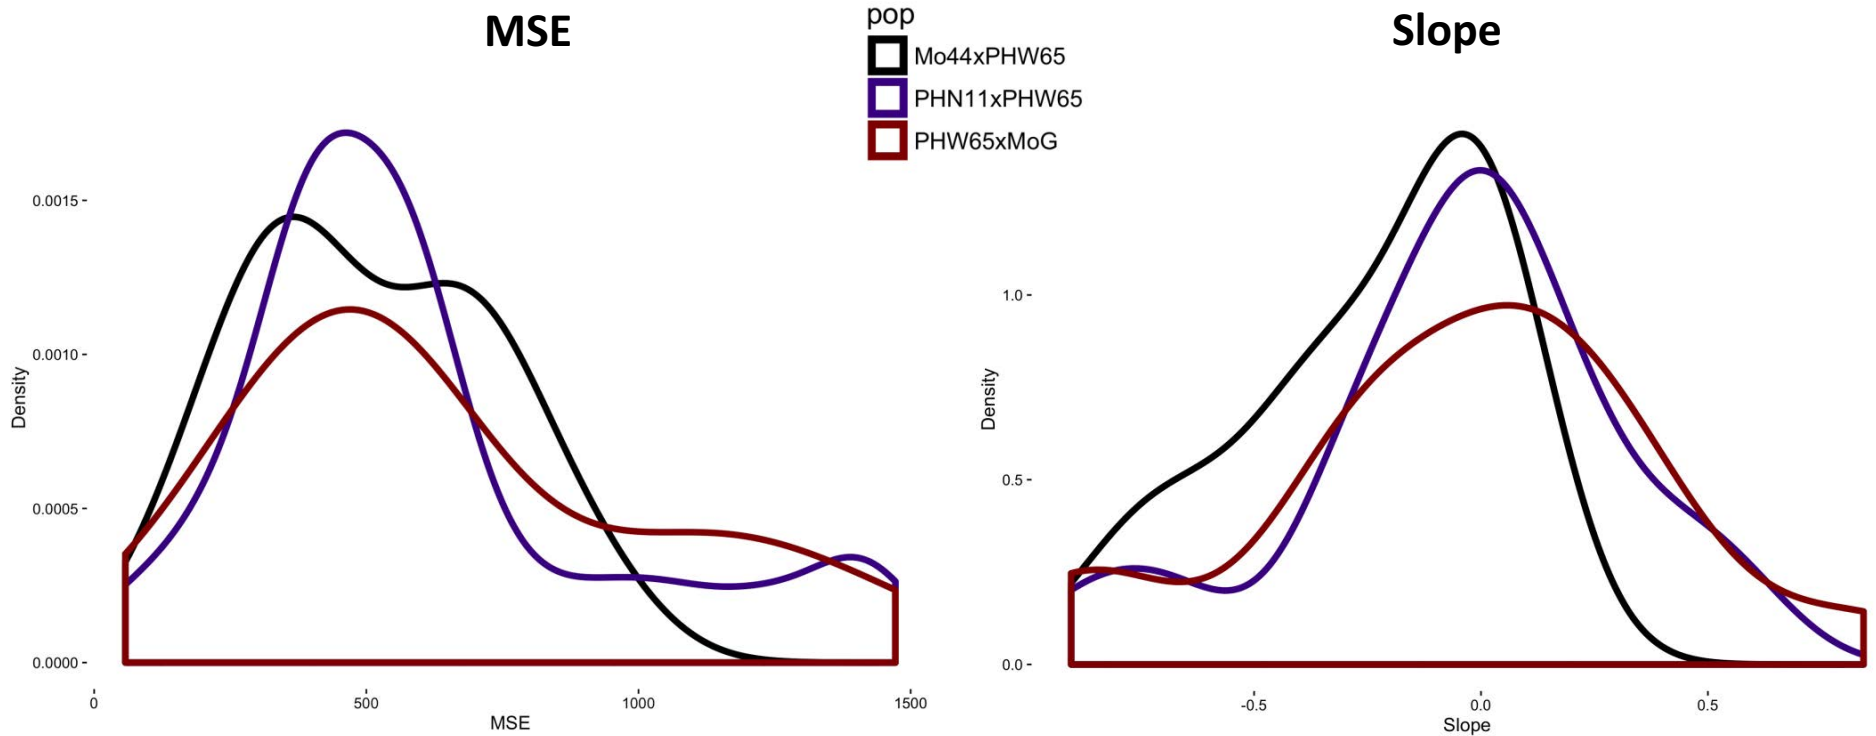 MSE
pop
Mo44xPHW65
PHN11xPHW65
PHW65xMoG
Slope
Density
0.0015
0.0010
0.0005
0.0000
0
500
1000
1500
MSE
Density
1.0
0.5
0.0
-0.5
0.0
0.5
Slope